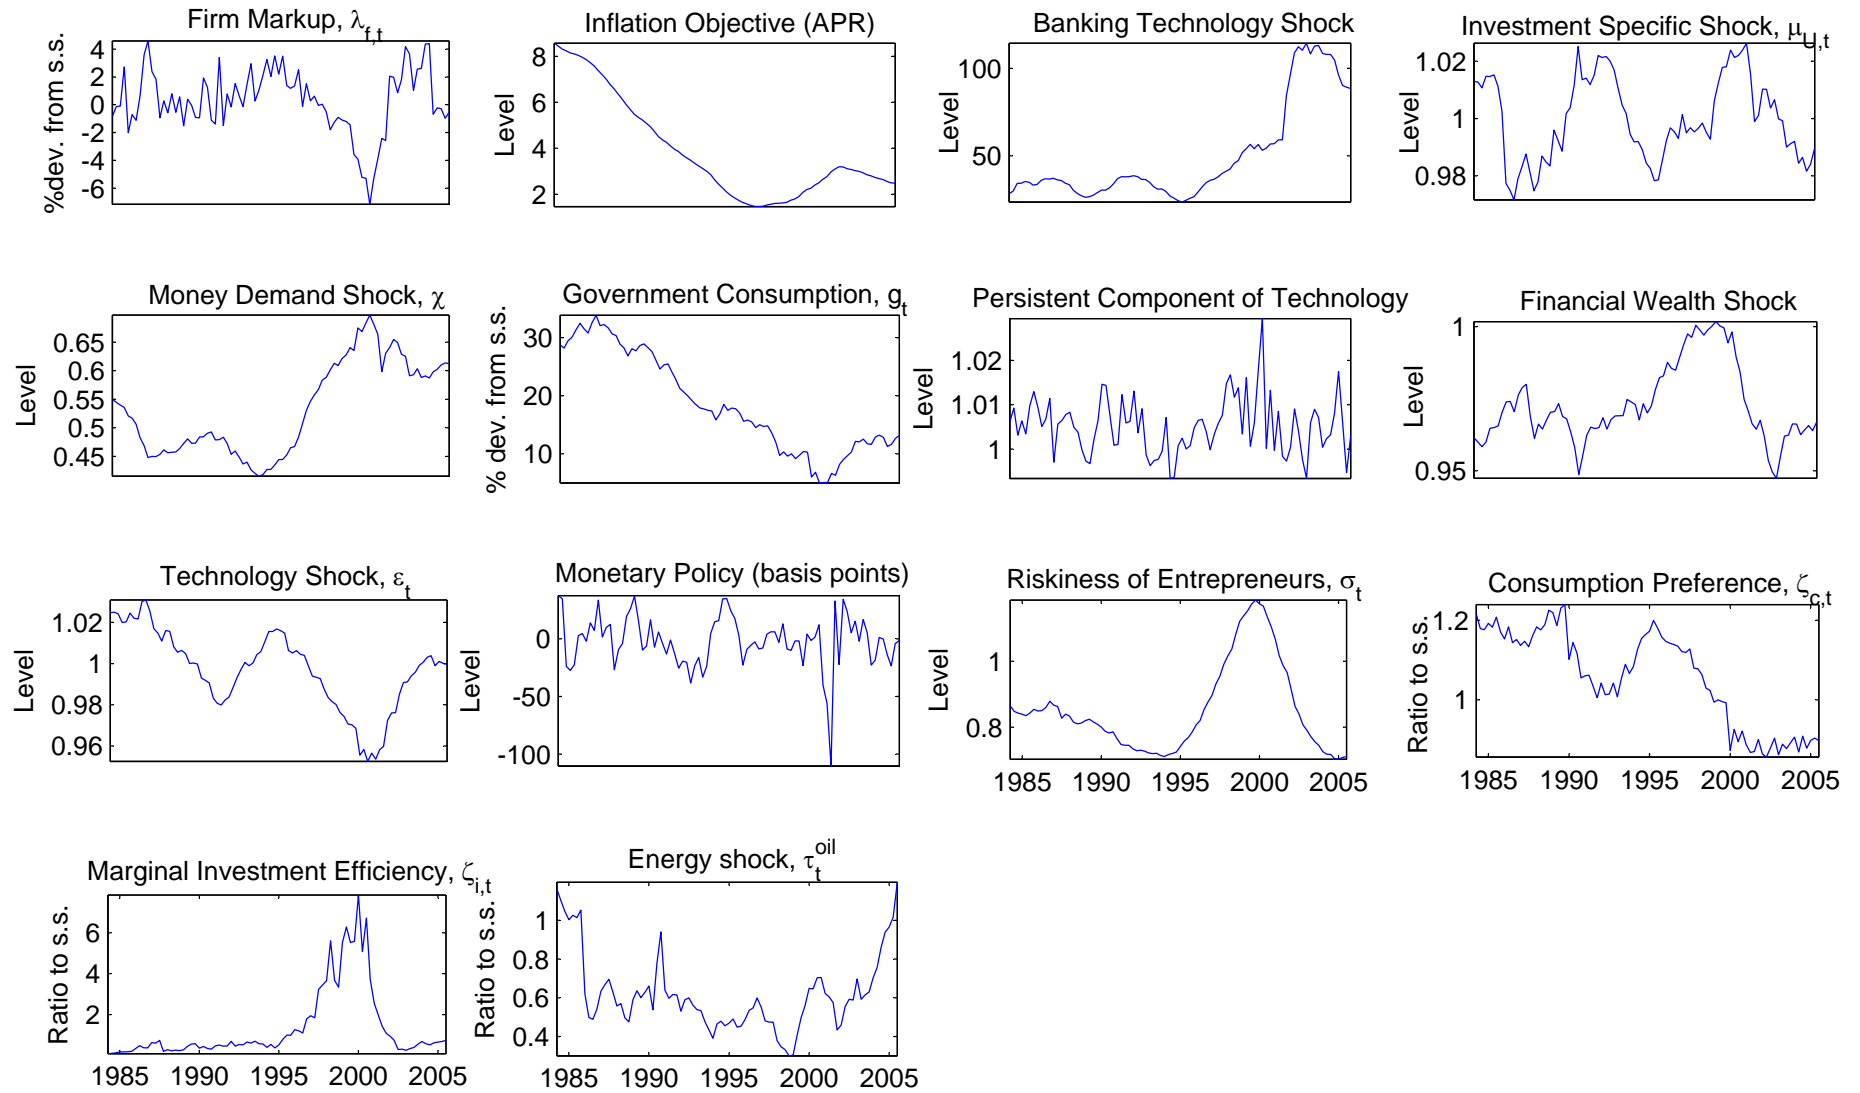 Firm Markup, λf,t
%dev. from s.s.
4
2
0
-2
-4
-6
Inflation Objective (APR)
Level
8
6
4
2
Banking Technology Shock
Level
100
50
Investment Specific Shock, μU,t
Level
1.02
1
0.98
Money Demand Shock, χ
Level
0.65
0.6
0.55
0.5
0.45
Government Consumption, gt
% dev. from s.s.
30
20
10
Persistent Component of Technology
Level
1.02
1.01
1
Financial Wealth Shock
Level
1
0.95
Technology Shock, εt
Level
1.02
1
0.98
0.96
Monetary Policy (basis points)
Level
0
-50
-100
Riskiness of Entrepreneurs, σt
Level
1
0.8
1985 1990 1995 2000 2005
Consumption Preference, ζc,t
Ratio to s.s.
1.2
1
1985 1990 1995 2000 2005
Marginal Investment Efficiency, ζi,t
Ratio to s.s.
6
4
2
1985 1990 1995 2000 2005
Energy shock, τt oil
Ratio to s.s.
1
0.8
0.6
0.4
1985 1990 1995 2000 2005